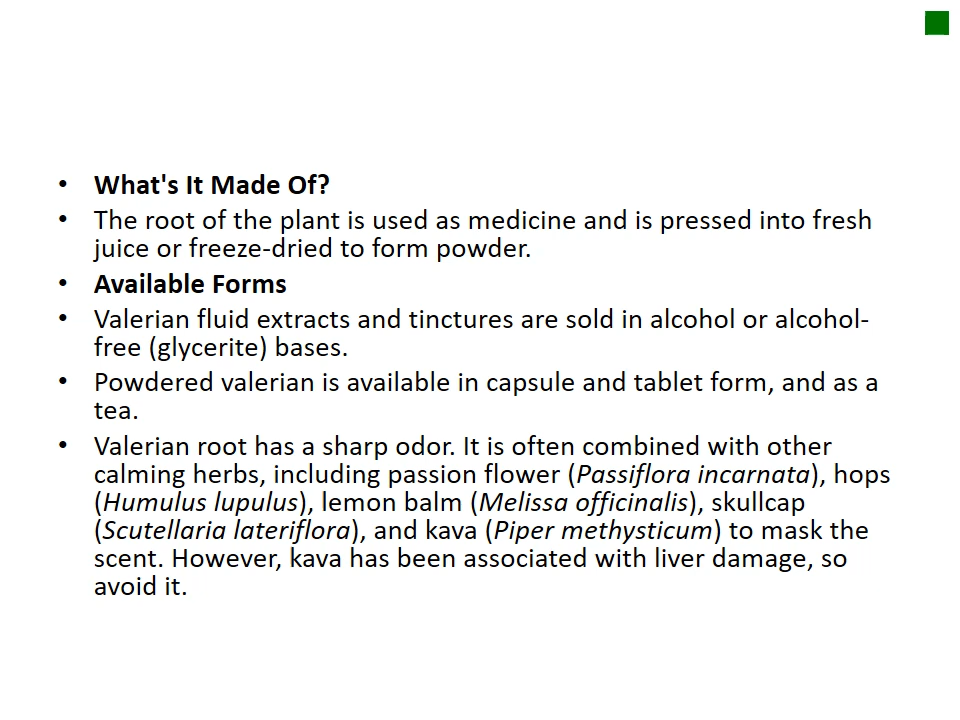 • What's It Made Of?
• The root of the plant is used as medicine and is pressed into fresh
juice or freeze-dried to form powder.
• Available Forms
• Valerian fluid extracts and tinctures are sold in alcohol or alcohol-
free (glycerite) bases.
• Powdered valerian is available in capsule and tablet form, and as a
tea.
• Valerian root has a sharp odor. It is often combined with other
calming herbs, including passion flower (Passiflora incarnata), hops
(Humulus lupulus), lemon balm (Melissa officinalis), skullcap
(Scutellaria lateriflora), and kava (Piper methysticum) to mask the
scent. However, kava has been associated with liver damage, so
avoid it.